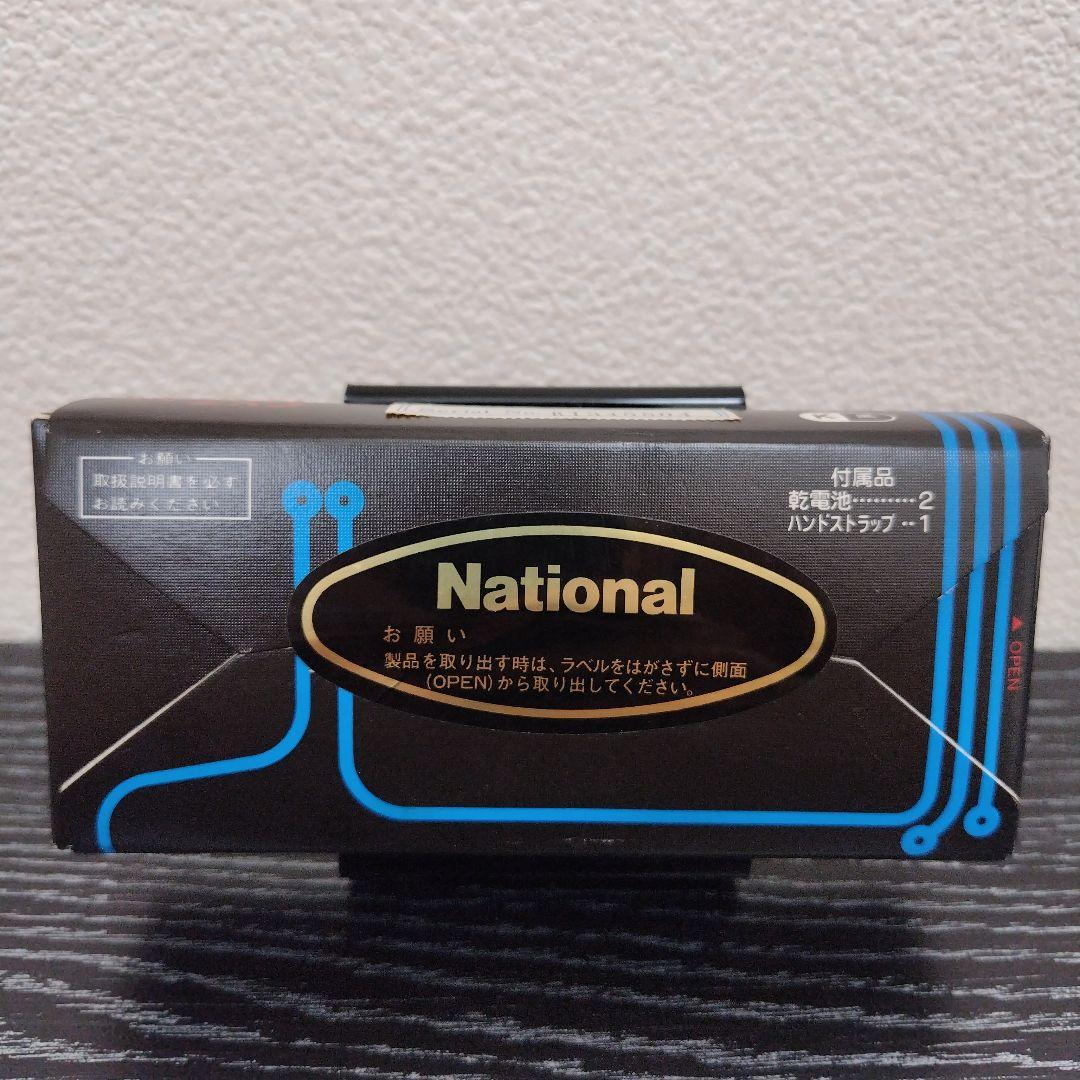 お願い
取扱説明書を必ず
お読みください
付属品
乾電池………2
ハンドストラップ‥1
National
お願い
製品を取り出す時は、ラベルをはがさずに側面
(OPEN)から取り出してください。
▲ OPEN